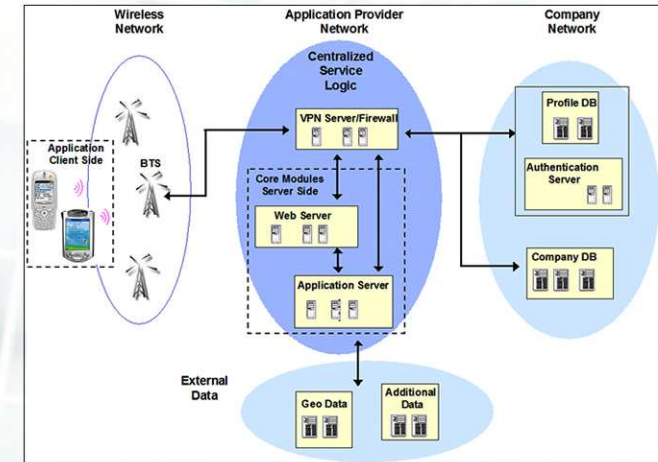 Wireless
Network
Application Provider
Network
Company
Network
Centralized
Service
Logic
VPN Server/Firewall
Profile DB
Application
Client Side
BTS
Authentication
Server
Core Modules
Server Side
Web Server
Company DB
Application Server
External
Data
Geo Data
Additional
Data